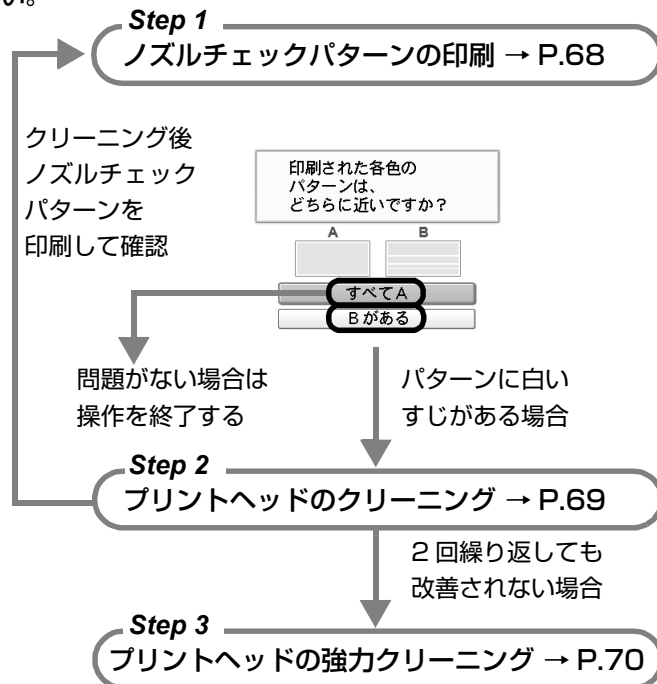 い。
Step 1
ノズルチェックパターンの印刷 → P.68
クリーニング後
ノズルチェック
パターンを
印刷して確認
印刷された各色の
パターンは、
どちらに近いですか？
A B
すべてA
Bがある
問題がない場合は
操作を終了する
パターンに白い
すじがある場合
Step 2
プリントヘッドのクリーニング → P.69
2 回繰り返しても
改善されない場合
Step 3
プリントヘッドの強力クリーニング → P.70